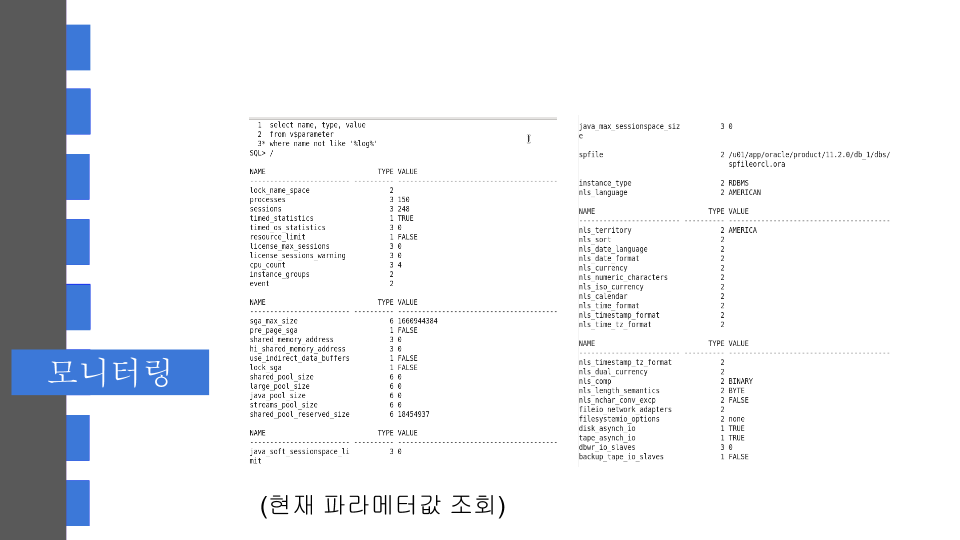 모니터링
1 select name, type, value
2 from v$parameter
3* where name not like '%log%'
SQL> /
NAME TYPE VALUE
------------------------- --------- ----------------------------------------
lock_name_space 2
processes 3 150
sessions 3 248
timed_statistics 1 TRUE
timed_os_statistics 3 0
resource_limit 1 FALSE
license_max_sessions 3 0
license_sessions_warning 3 0
cpu_count 3 4
instance_groups 2
event 2
NAME TYPE VALUE
------------------------- --------- ----------------------------------------
sga_max_size 6 1660944384
pre_page_sga 1 FALSE
shared_memory_address 3 0
hi_shared_memory_address 3 0
use_indirect_data_buffers 1 FALSE
lock_sga 1 FALSE
shared_pool_size 6 0
large_pool_size 6 0
java_pool_size 6 0
streams_pool_size 6 0
shared_pool_reserved_size 6 18454937
NAME TYPE VALUE
------------------------- --------- ----------------------------------------
java_soft_sessionspace_li 3 0
mit
java_max_sessionspace_siz 3 0
e
spfile 2 /u01/app/oracle/product/11.2.0/db_1/dbs/
spfileorcl.ora
instance_type 2 RDBMS
nls_language 2 AMERICAN
NAME TYPE VALUE
------------------------- --------- ----------------------------------------
nls_territory 2 AMERICA
nls_sort 2
nls_date_language 2
nls_date_format 2
nls_currency 2
nls_numeric_characters 2
nls_iso_currency 2
nls_calendar 2
nls_time_format 2
nls_timestamp_format 2
nls_time_tz_format 2
NAME TYPE VALUE
------------------------- --------- ----------------------------------------
nls_timestamp_tz_format 2
nls_dual_currency 2
nls_comp 2 BINARY
nls_length_semantics 2 BYTE
nls_nchar_conv_excp 2 FALSE
fileio_network_adapters 2
filesystemio_options 2 none
disk_asynch_io 1 TRUE
tape_asynch_io 1 TRUE
dbwr_io_slaves 3 0
backup_tape_io_slaves 1 FALSE
(현재 파라메터값 조회)